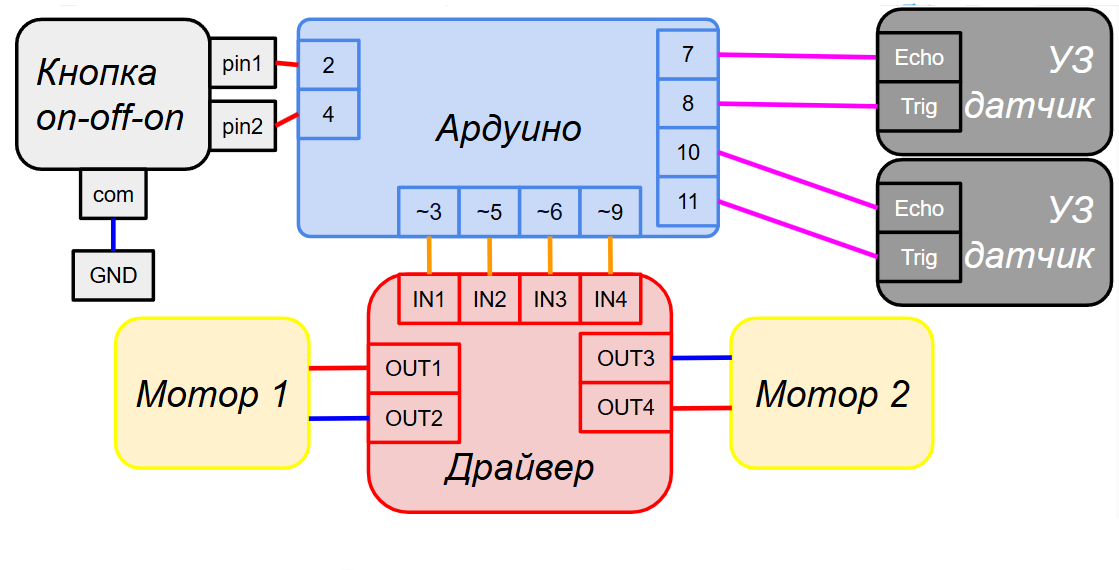 Кнопка
on-off-on
pin1
pin2
com
GND
2
4
Ардуино
7
8
10
11
~3
~5
~6
~9
Echo
Trig
УЗ
датчик
Echo
Trig
УЗ
датчик
IN1
IN2
IN3
IN4
OUT1
OUT2
OUT3
OUT4
Драйвер
Мотор 1
Мотор 2